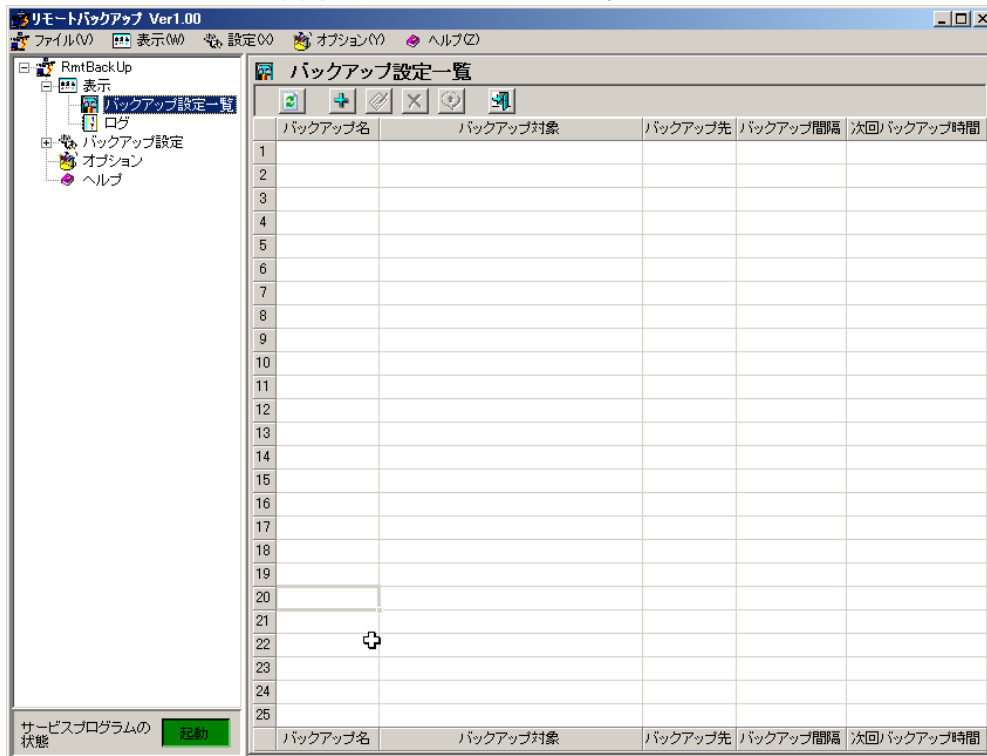 リモートバックアップ Ver1.00
ファイル(V) 表示(W) 設定(X) オプション(Y) ヘルプ(Z)
RmtBackUp
表示
バックアップ設定一覧
ログ
バックアップ設定
オプション
ヘルプ
サービスプログラムの
状態
起動
バックアップ設定一覧
バックアップ名 バックアップ対象 バックアップ先 バックアップ間隔 次回バックアップ時間
1
2
3
4
5
6
7
8
9
10
11
12
13
14
15
16
17
18
19
20
21
22
23
24
25
バックアップ名 バックアップ対象 バックアップ先 バックアップ間隔 次回バックアップ時間